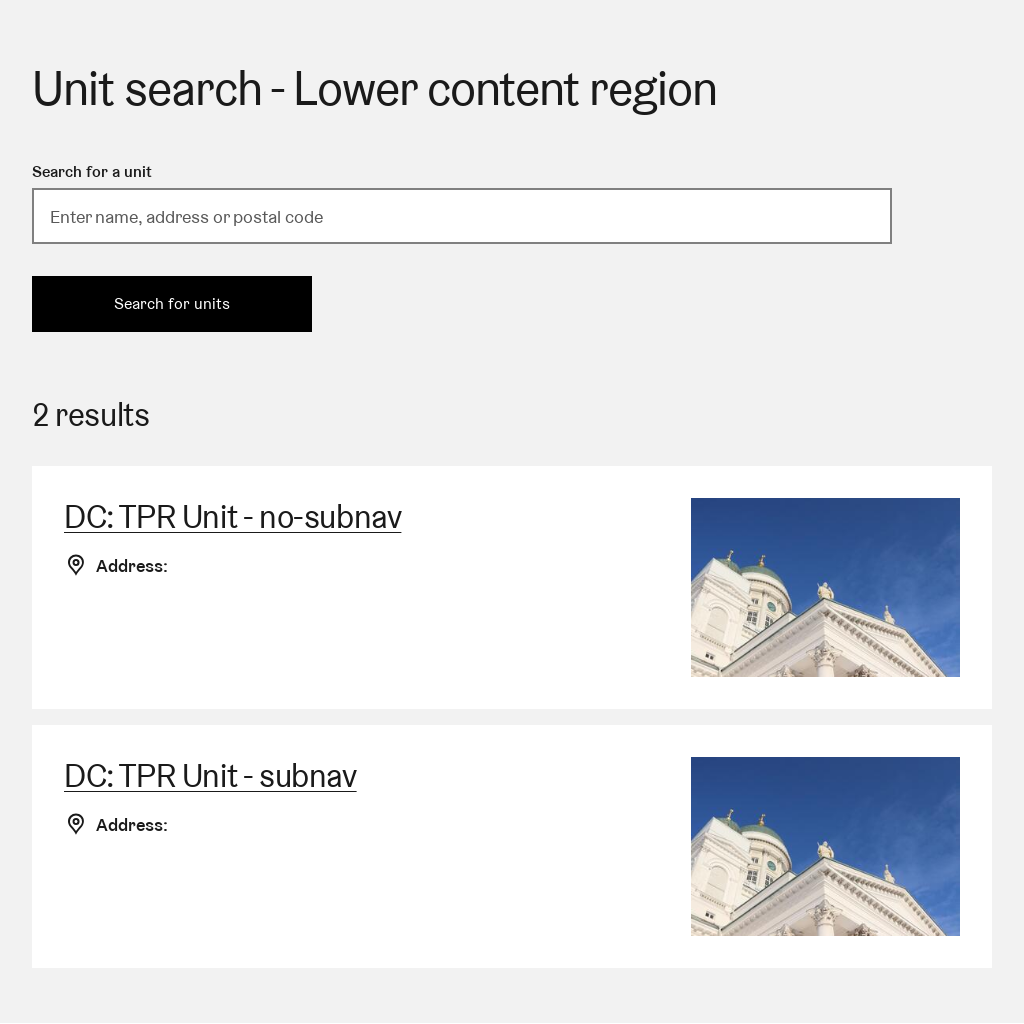 Unit search - Lower content region
Search for a unit
Enter name, address or postal code
Search for units
2 results
DC: TPR Unit - no-subnav
Address:
DC: TPR Unit - subnav
Address: